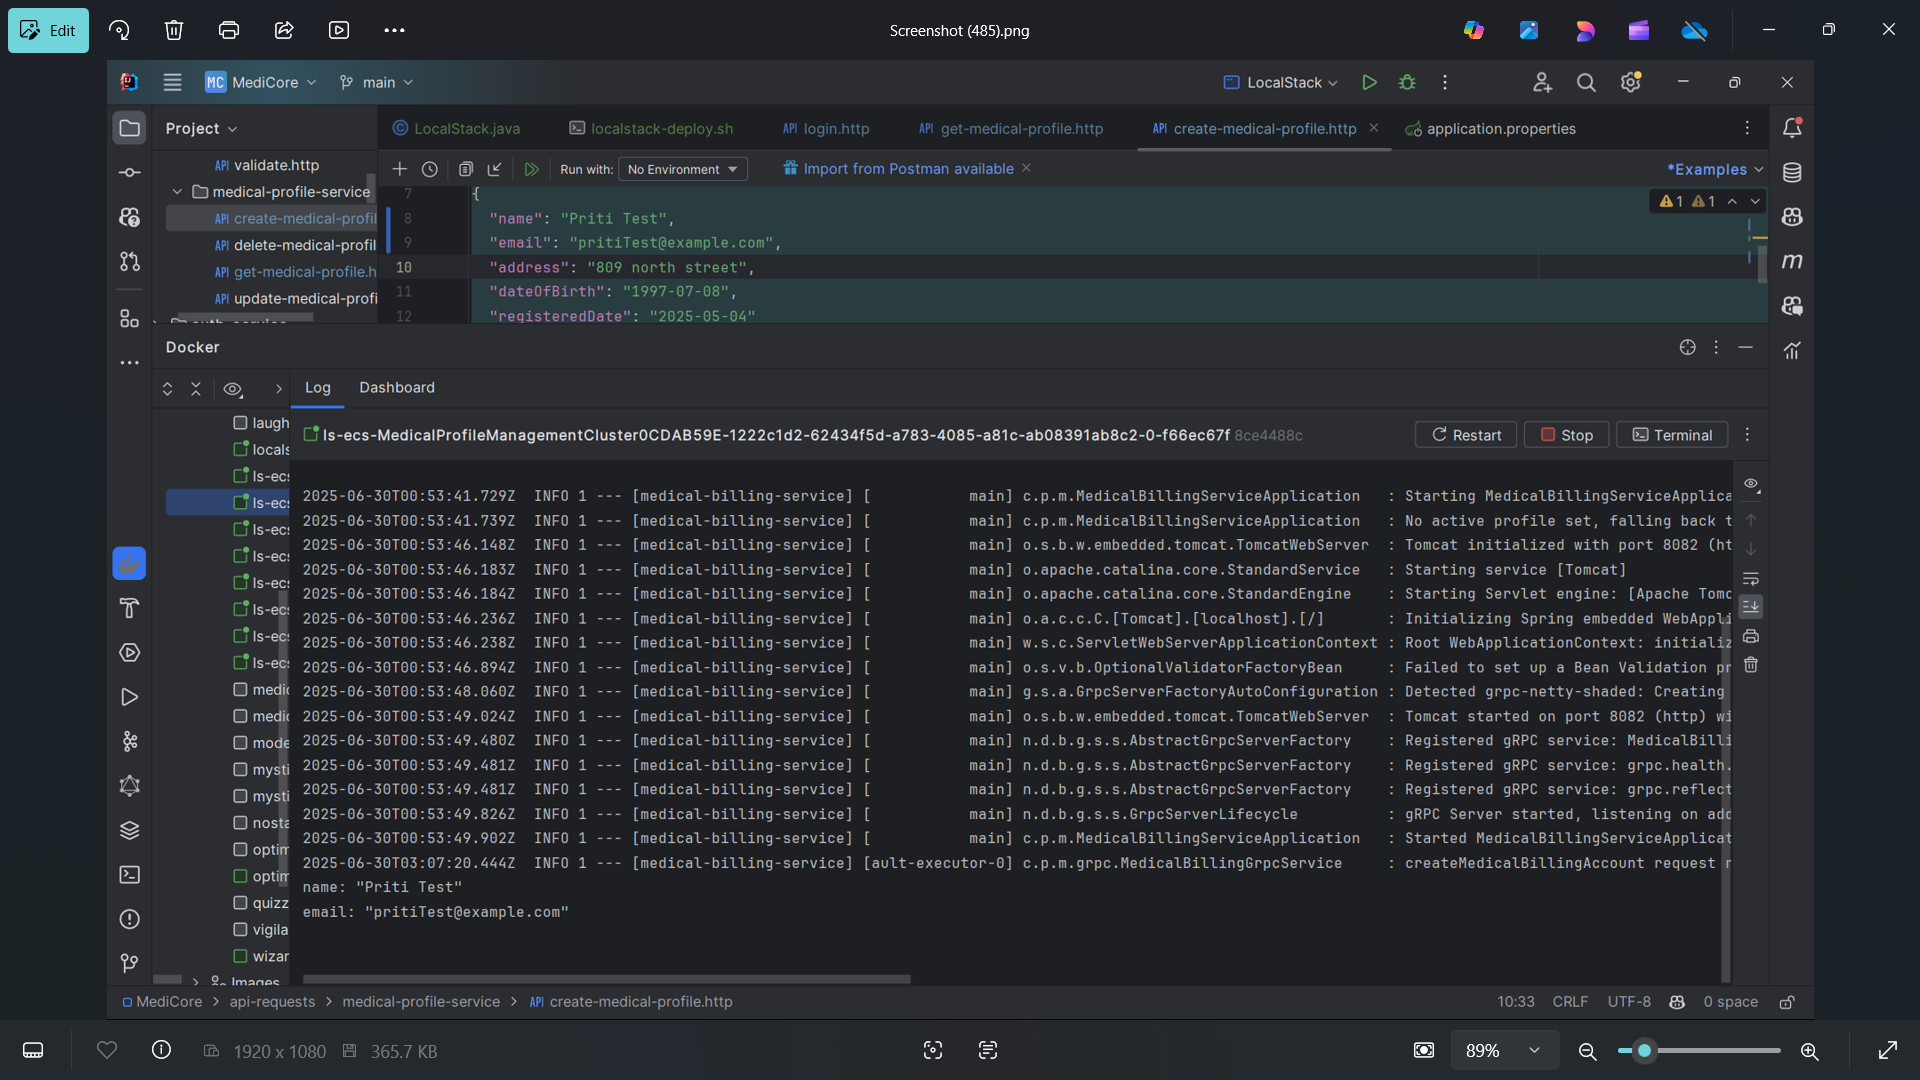 Edit
Screenshot (485).png
MC MediCore
main
LocalStack
Project
LocalStack.java
localstack-deploy.sh
API login.http
API get-medical-profile.http
API create-medical-profile.http
application.properties
API validate.http
medical-profile-service
API create-medical-profil
API delete-medical-profil
API get-medical-profile.h
API update-medical-profi
Run with:
No Environment
Import from Postman available
*Examples
1 1
7 {
8 "name": "Priti Test",
9 "email": "pritiTest@example.com",
10 "address": "809 north street",
11 "dateOfBirth": "1997-07-08",
12 "registeredDate": "2025-05-04"
Docker
Log
Dashboard
laugh
locals
ls-ecs
ls-ecs
ls-ecs
ls-ecs
ls-ecs
ls-ecs
ls-ecs
ls-ecs
medic
medic
mode
mysti
mysti
nosta
optim
optim
quizz
vigila
wizar
Images
ls-ecs-MedicalProfileManagementCluster0CDAB59E-1222c1d2-62434f5d-a783-4085-a81c-ab08391ab8c2-0-f66ec67f 8ce4488c
Restart
Stop
Terminal
2025-06-30T00:53:41.729Z INFO 1 --- [medical-billing-service] [ main] c.p.m.MedicalBillingServiceApplication : Starting MedicalBillingServiceApplica
2025-06-30T00:53:41.739Z INFO 1 --- [medical-billing-service] [ main] c.p.m.MedicalBillingServiceApplication : No active profile set, falling back t
2025-06-30T00:53:46.148Z INFO 1 --- [medical-billing-service] [ main] o.s.b.w.embedded.tomcat.TomcatWebServer : Tomcat initialized with port 8082 (ht
2025-06-30T00:53:46.183Z INFO 1 --- [medical-billing-service] [ main] o.apache.catalina.core.StandardService : Starting service [Tomcat]
2025-06-30T00:53:46.184Z INFO 1 --- [medical-billing-service] [ main] o.apache.catalina.core.StandardEngine : Starting Servlet engine: [Apache Tomc
2025-06-30T00:53:46.236Z INFO 1 --- [medical-billing-service] [ main] o.a.c.c.C.[Tomcat].[localhost].[/] : Initializing Spring embedded WebAppli
2025-06-30T00:53:46.238Z INFO 1 --- [medical-billing-service] [ main] w.s.c.ServletWebServerApplicationContext : Root WebApplicationContext: initializ
2025-06-30T00:53:46.894Z INFO 1 --- [medical-billing-service] [ main] o.s.v.b.OptionalValidatorFactoryBean : Failed to set up a Bean Validation pr
2025-06-30T00:53:48.060Z INFO 1 --- [medical-billing-service] [ main] g.s.a.GrpcServerFactoryAutoConfiguration : Detected grpc-netty-shaded: Creating
2025-06-30T00:53:49.024Z INFO 1 --- [medical-billing-service] [ main] o.s.b.w.embedded.tomcat.TomcatWebServer : Tomcat started on port 8082 (http) wi
2025-06-30T00:53:49.480Z INFO 1 --- [medical-billing-service] [ main] n.d.b.g.s.s.AbstractGrpcServerFactory : Registered gRPC service: MedicalBilli
2025-06-30T00:53:49.481Z INFO 1 --- [medical-billing-service] [ main] n.d.b.g.s.s.AbstractGrpcServerFactory : Registered gRPC service: grpc.health.
2025-06-30T00:53:49.481Z INFO 1 --- [medical-billing-service] [ main] n.d.b.g.s.s.AbstractGrpcServerFactory : Registered gRPC service: grpc.reflect
2025-06-30T00:53:49.826Z INFO 1 --- [medical-billing-service] [ main] n.d.b.g.s.s.GrpcServerLifecycle : gRPC Server started, listening on add
2025-06-30T00:53:49.902Z INFO 1 --- [medical-billing-service] [ main] c.p.m.MedicalBillingServiceApplication : Started MedicalBillingServiceApplicat
2025-06-30T03:07:20.444Z INFO 1 --- [medical-billing-service] [ault-executor-0] c.p.m.grpc.MedicalBillingGrpcService : createMedicalBillingAccount request r
name: "Priti Test"
email: "pritiTest@example.com"
MediCore > api-requests > medical-profile-service > API create-medical-profile.http
10:33 CRLF UTF-8 0 space
1920 x 1080
365.7 KB
89%